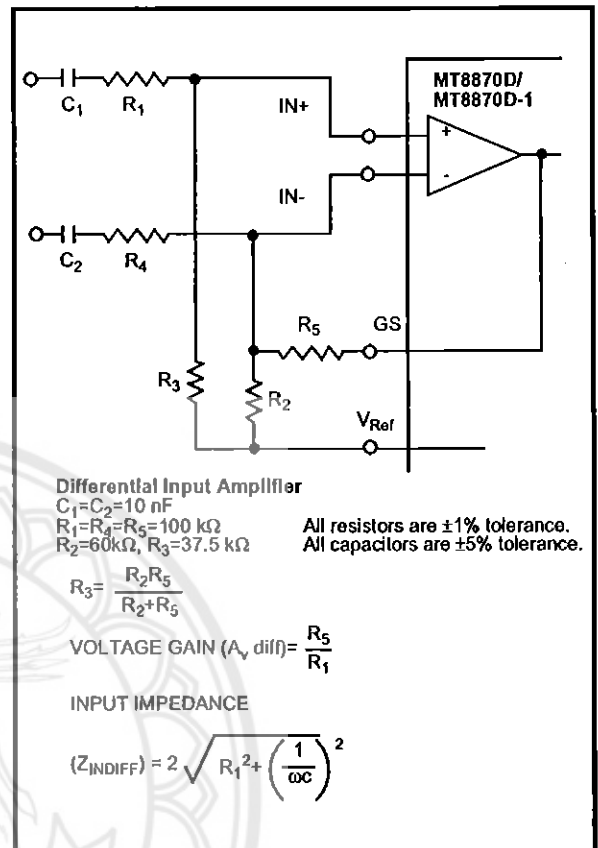 MT8870D/
MT8870D-1
C₁ R₁ IN+
+
-
IN-
C₂ R₄
R₅ GS
R₃ R₂
V_Ref
Differential Input Amplifier
C₁=C₂=10 nF
R₁=R₄=R₅=100 kΩ All resistors are ±1% tolerance.
R₂=60kΩ, R₃=37.5 kΩ All capacitors are ±5% tolerance.
R₃= R₂R₅ / R₂+R₅
VOLTAGE GAIN (Aᵥ diff)= R₅ / R₁
INPUT IMPEDANCE
(Z_INDIFF) = 2 √ R₁²+ (1 / ωc)²